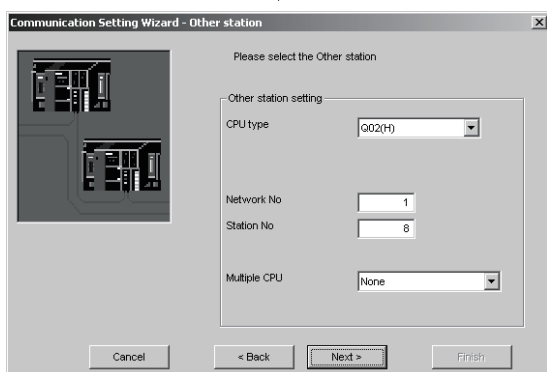 Communication Setting Wizard - Other station
Please select the Other station
Other station setting
CPU type
Q02(H)
Network No
1
Station No
8
Multiple CPU
None
Cancel
< Back
Next >
Finish